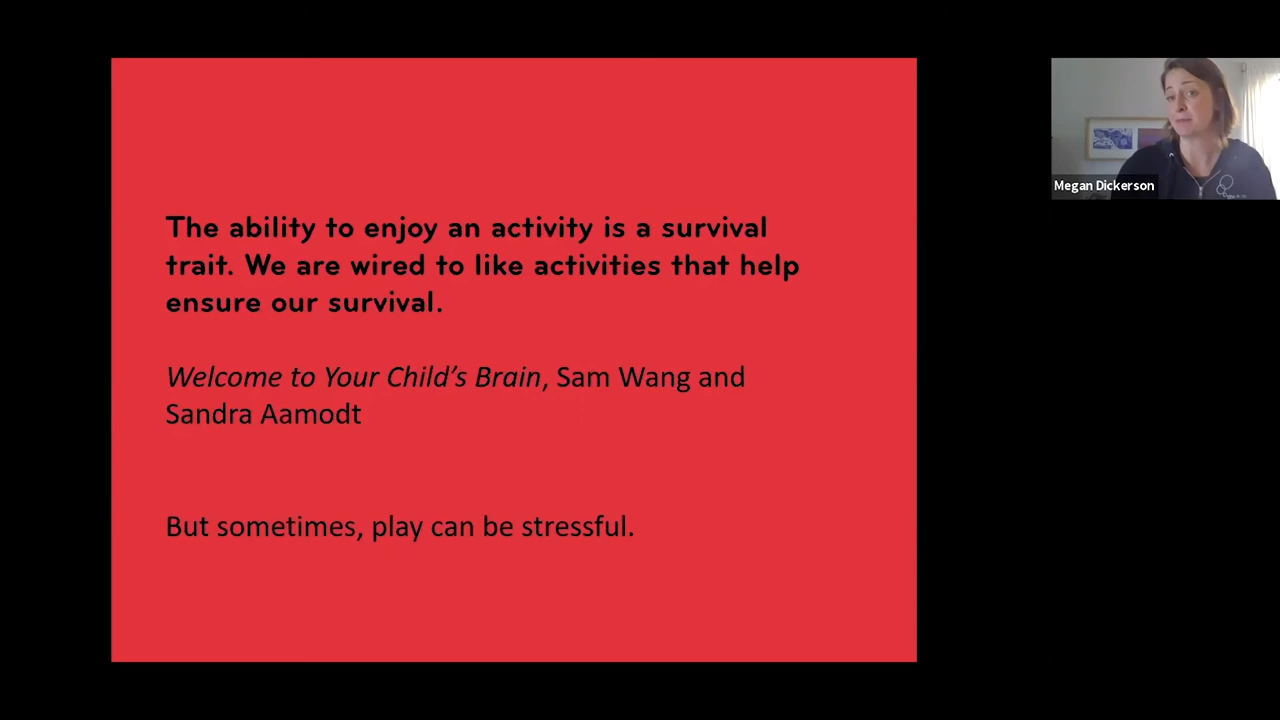 The ability to enjoy an activity is a survival
trait. We are wired to like activities that help
ensure our survival.
Welcome to Your Child’s Brain, Sam Wang and
Sandra Aamodt
But sometimes, play can be stressful.
Megan Dickerson